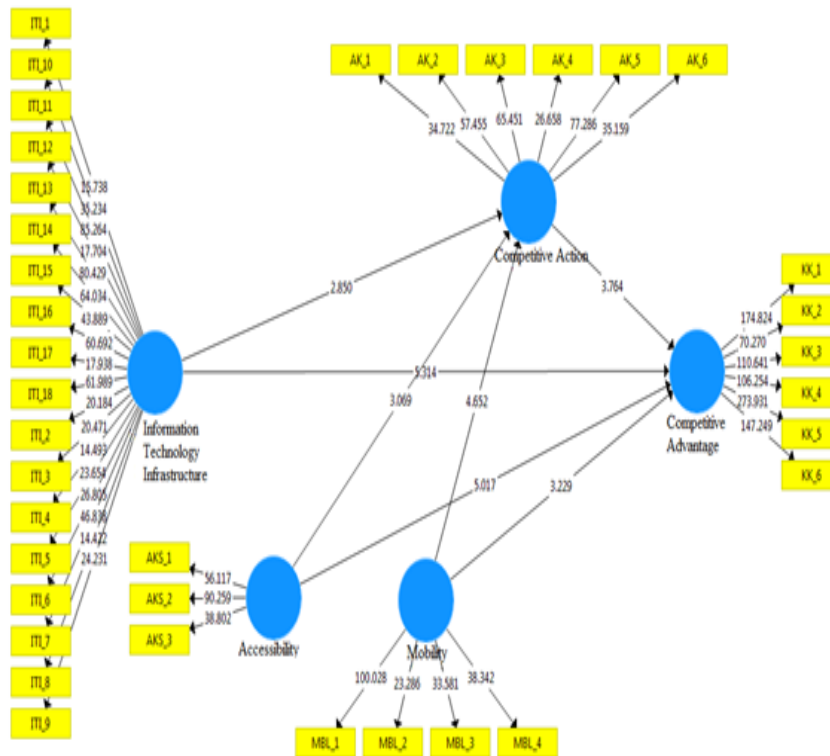 ITI_1
ITI_10
ITI_11
ITI_12
ITI_13
ITI_14
ITI_15
ITI_16
ITI_17
ITI_18
ITI_2
ITI_3
ITI_4
ITI_5
ITI_6
ITI_7
ITI_8
ITI_9
15.738
35.234
85.264
17.704
80.429
64.034
43.889
60.692
17.938
61.989
20.184
20.471
14.493
23.654
26.805
46.838
14.412
24.231
Information
Technology
Infrastructure
AK_1
AK_2
AK_3
AK_4
AK_5
AK_6
34.722
57.455
65.451
26.658
77.286
35.159
Competitive Action
2.850
3.764
5.314
3.069
4.652
5.017
3.229
KK_1
KK_2
KK_3
KK_4
KK_5
KK_6
174.824
70.270
110.641
106.254
273.931
147.249
Competitive
Advantage
AKS_1
AKS_2
AKS_3
56.117
90.259
38.802
Accessibility
Mobility
100.028
23.286
33.581
38.342
MBL_1
MBL_2
MBL_3
MBL_4